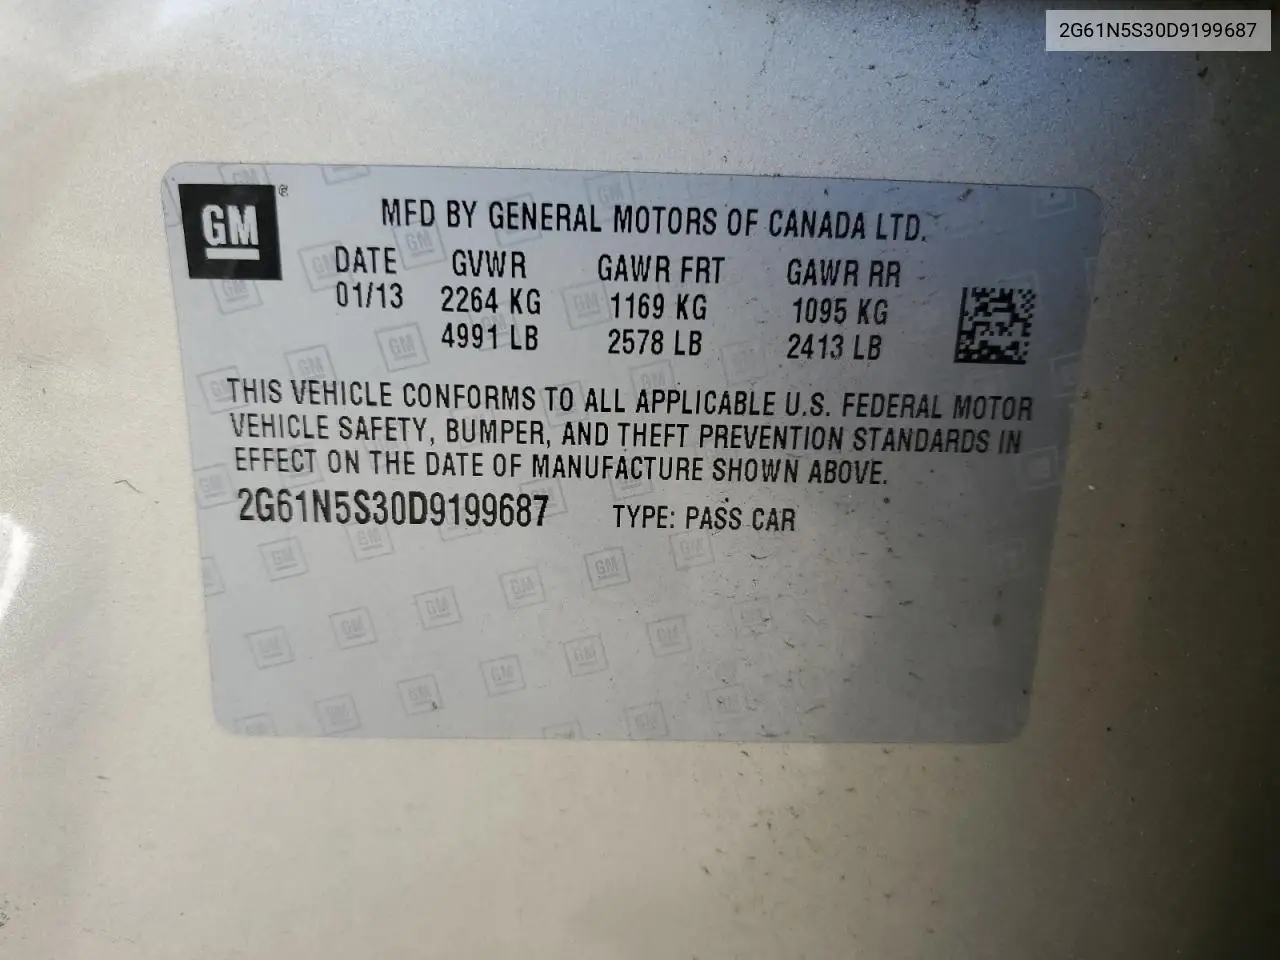 2G61N5S30D9199687
GM®
MFD BY GENERAL MOTORS OF CANADA LTD.
DATE GVWR GAWR FRT GAWR RR
01/13 2264 KG 1169 KG 1095 KG
4991 LB 2578 LB 2413 LB
THIS VEHICLE CONFORMS TO ALL APPLICABLE U.S. FEDERAL MOTOR
VEHICLE SAFETY, BUMPER, AND THEFT PREVENTION STANDARDS IN
EFFECT ON THE DATE OF MANUFACTURE SHOWN ABOVE.
2G61N5S30D9199687 TYPE: PASS CAR